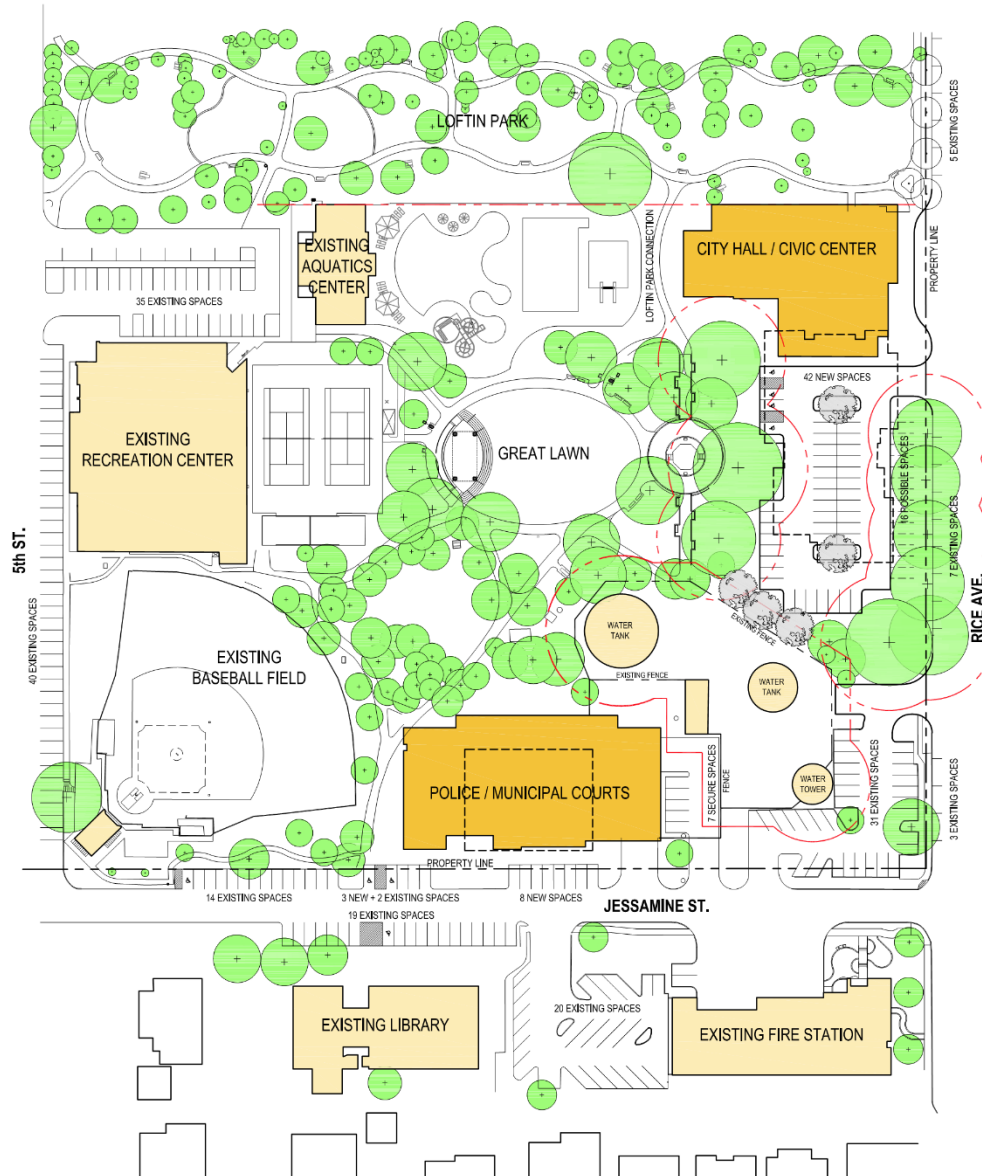 LOFTIN PARK
5 EXISTING SPACES
PROPERTY LINE
EXISTING
AQUATICS
CENTER
LOFTIN PARK CONNECTION
CITY HALL / CIVIC CENTER
35 EXISTING SPACES
42 NEW SPACES
EXISTING
RECREATION CENTER
GREAT LAWN
16 POSSIBLE SPACES
7 EXISTING SPACES
5th ST.
RICE AVE.
40 EXISTING SPACES
EXISTING
BASEBALL FIELD
WATER
TANK
EXISTING FENCE
EXISTING FENCE
WATER
TANK
POLICE / MUNICIPAL COURTS
7 SECURE SPACES
FENCE
WATER
TOWER
31 EXISTING SPACES
3 EXISTING SPACES
PROPERTY LINE
14 EXISTING SPACES
3 NEW + 2 EXISTING SPACES
8 NEW SPACES
JESSAMINE ST.
19 EXISTING SPACES
20 EXISTING SPACES
EXISTING LIBRARY
EXISTING FIRE STATION